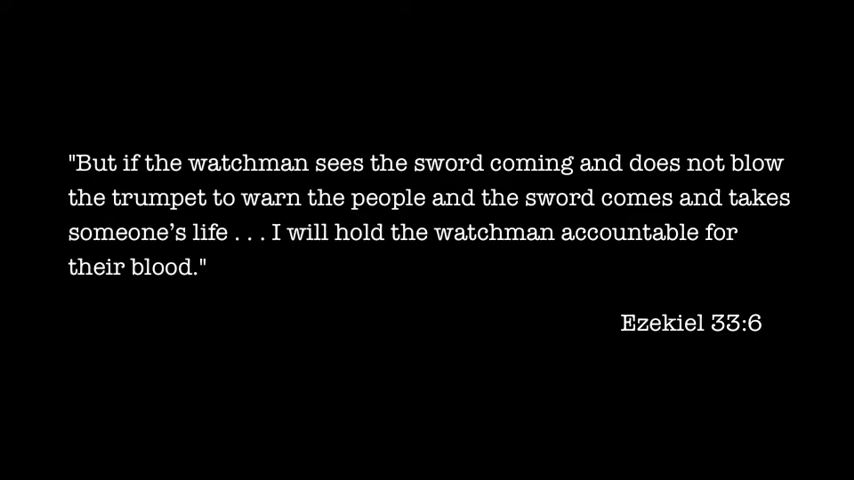 "But if the watchman sees the sword coming and does not blow
the trumpet to warn the people and the sword comes and takes
someone’s life . . . I will hold the watchman accountable for
their blood."
Ezekiel 33:6